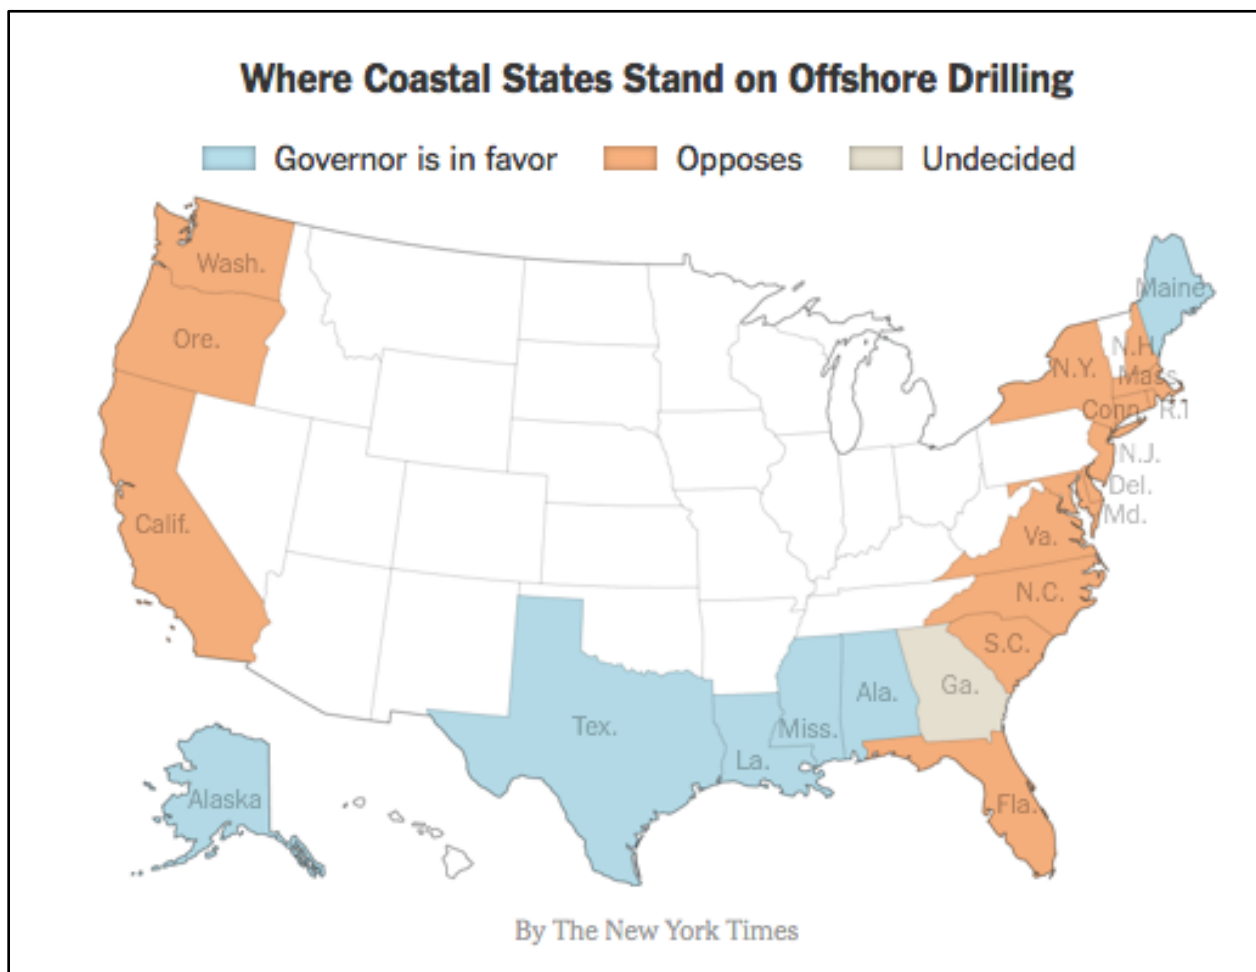 Where Coastal States Stand on Offshore Drilling
Governor is in favor
Opposes
Undecided
Wash.
Maine
Ore.
N.H.
N.Y.
Mass.
Conn.
R.I
N.J.
Del.
Calif.
Md.
Va.
N.C.
S.C.
Ga.
Ala.
Tex.
Miss.
La.
Alaska
Fla.
By The New York Times